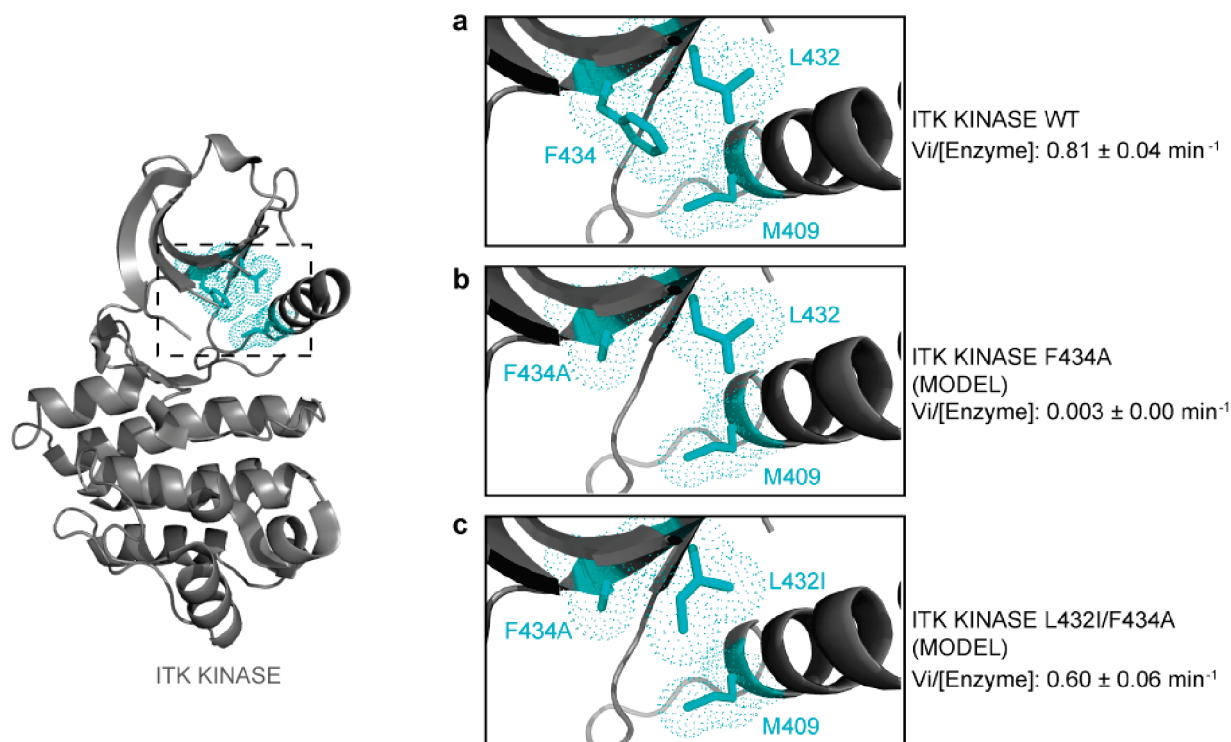 ITK KINASE
a
L432
F434
M409
ITK KINASE WT
Vi/[Enzyme]: 0.81 ± 0.04 min⁻¹
b
L432
F434A
M409
ITK KINASE F434A
(MODEL)
Vi/[Enzyme]: 0.003 ± 0.00 min⁻¹
c
L432I
F434A
M409
ITK KINASE L432I/F434A
(MODEL)
Vi/[Enzyme]: 0.60 ± 0.06 min⁻¹